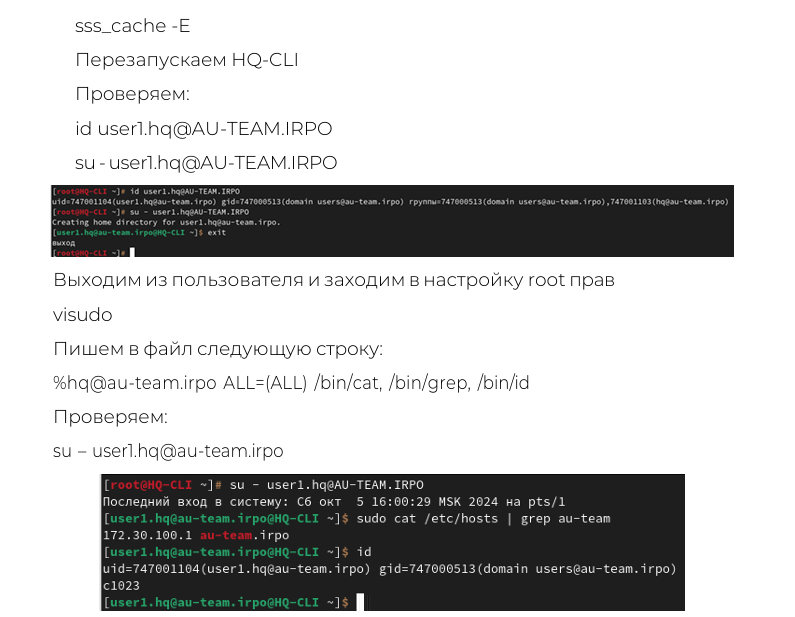 sss_cache -E
Перезапускаем HQ-CLI
Проверяем:
id user1.hq@AU-TEAM.IRPO
su - user1.hq@AU-TEAM.IRPO
[root@HQ-CLI ~]# id user1.hq@AU-TEAM.IRPO
uid=747001104(user1.hq@au-team.irpo) gid=747000513(domain users@au-team.irpo) группы=747000513(domain users@au-team.irpo),747001103(hq@au-team.irpo)
[root@HQ-CLI ~]# su - user1.hq@AU-TEAM.IRPO
Creating home directory for user1.hq@au-team.irpo.
[user1.hq@au-team.irpo@HQ-CLI ~]$ exit
выход
[root@HQ-CLI ~]#
Выходим из пользователя и заходим в настройку root прав
visudo
Пишем в файл следующую строку:
%hq@au-team.irpo ALL=(ALL) /bin/cat, /bin/grep, /bin/id
Проверяем:
su – user1.hq@au-team.irpo
[root@HQ-CLI ~]# su - user1.hq@AU-TEAM.IRPO
Последний вход в систему: Сб окт  5 16:00:29 MSK 2024 на pts/1
[user1.hq@au-team.irpo@HQ-CLI ~]$ sudo cat /etc/hosts | grep au-team
172.30.100.1 au-team.irpo
[user1.hq@au-team.irpo@HQ-CLI ~]$ id
uid=747001104(user1.hq@au-team.irpo) gid=747000513(domain users@au-team.irpo)
c1023
[user1.hq@au-team.irpo@HQ-CLI ~]$